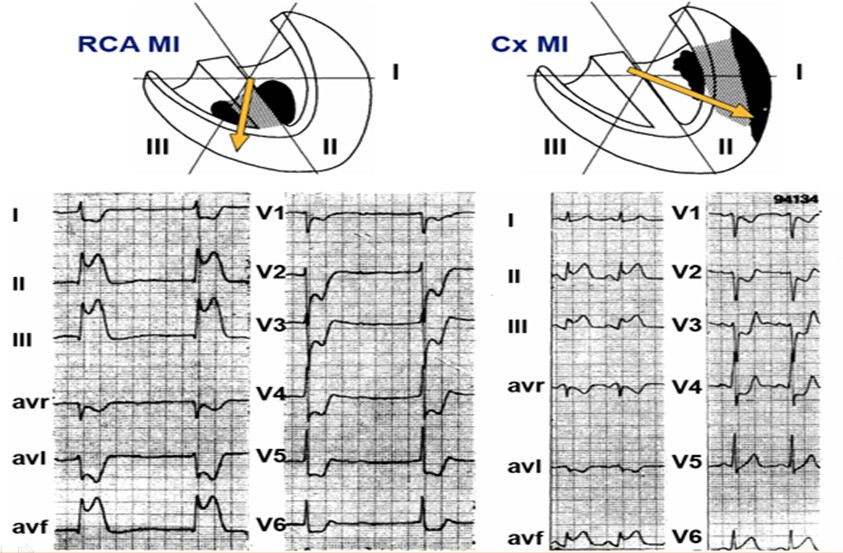 RCA MI
I
III
II
Cx MI
I
III
II
I
II
III
avr
avl
avf
V1
V2
V3
V4
V5
V6
I
II
III
avr
avl
avf
94134
V1
V2
V3
V4
V5
V6